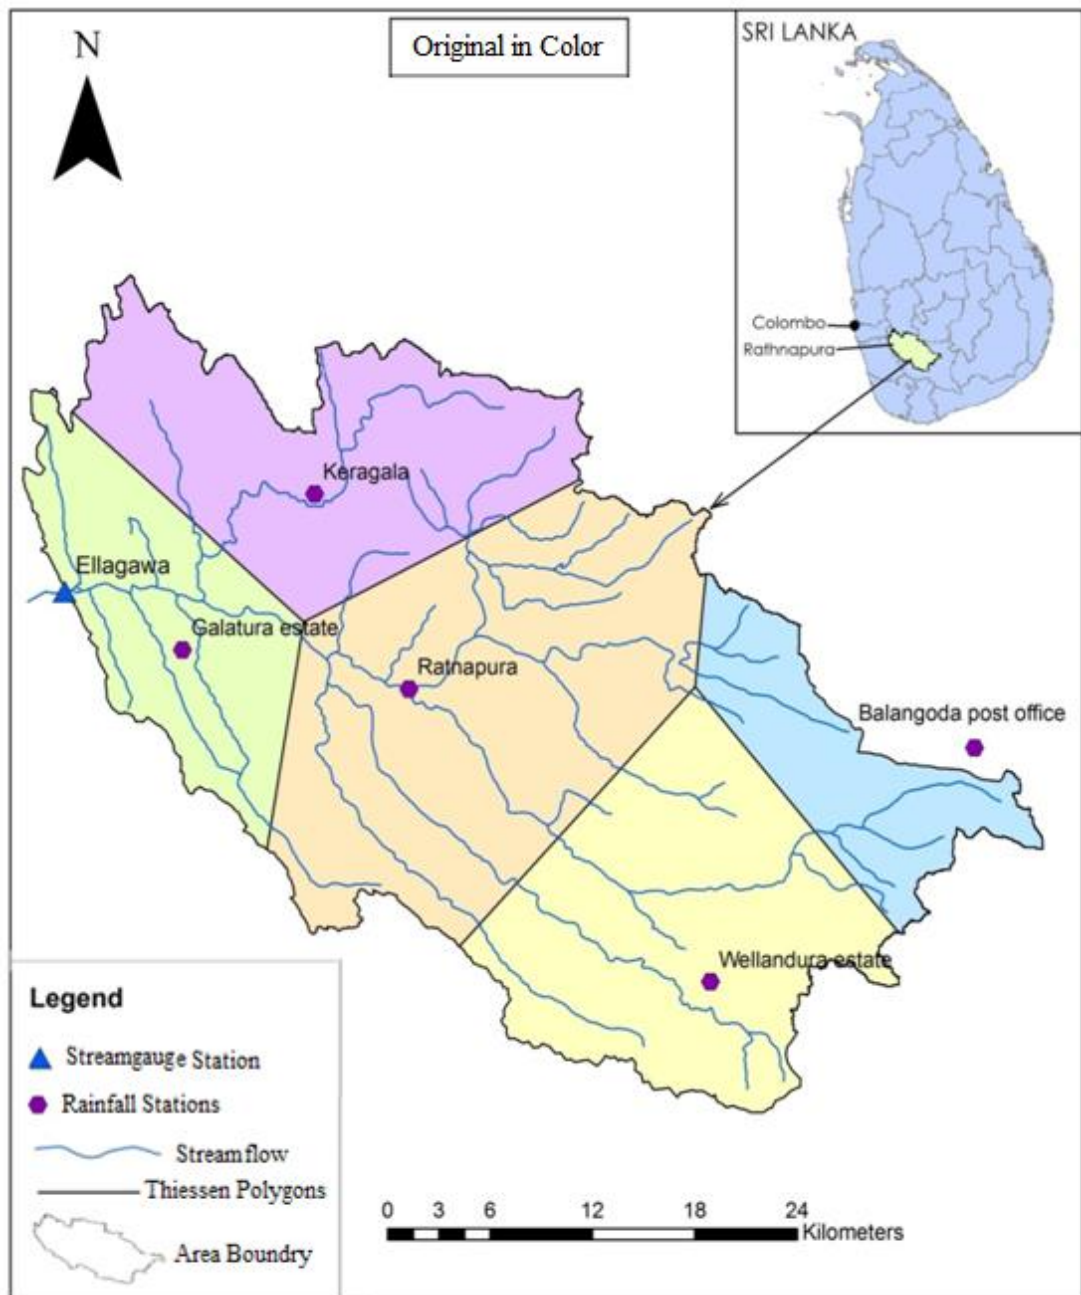 N
Original in Color
SRI LANKA
Colombo
Rathnapura
Keragala
Ellagawa
Galatura estate
Ratnapura
Balangoda post office
Wellandura estate
Legend
Streamgauge Station
Rainfall Stations
Streamflow
Thiessen Polygons
Area Boundry
0 3 6 12 18 24
Kilometers